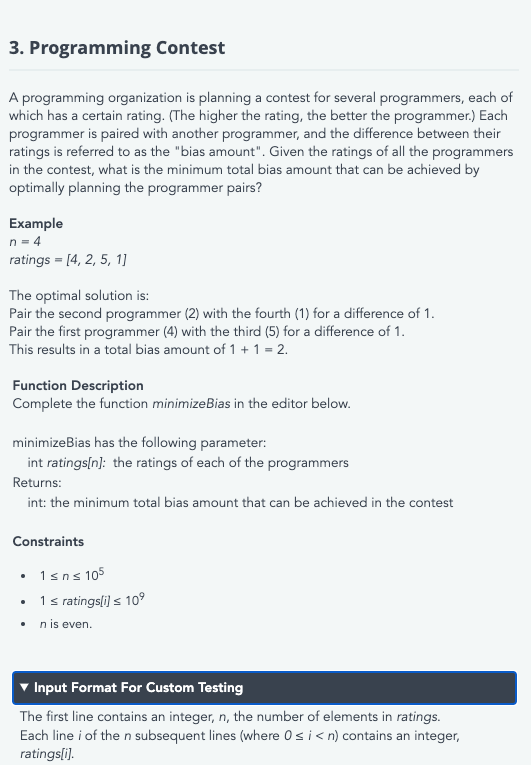 3. Programming Contest
A programming organization is planning a contest for several programmers, each of
which has a certain rating. (The higher the rating, the better the programmer.) Each
programmer is paired with another programmer, and the difference between their
ratings is referred to as the "bias amount". Given the ratings of all the programmers
in the contest, what is the minimum total bias amount that can be achieved by
optimally planning the programmer pairs?
Example
n = 4
ratings = [4, 2, 5, 1]
The optimal solution is:
Pair the second programmer (2) with the fourth (1) for a difference of 1.
Pair the first programmer (4) with the third (5) for a difference of 1.
This results in a total bias amount of 1 + 1 = 2.
Function Description
Complete the function minimizeBias in the editor below.
minimizeBias has the following parameter:
int ratings[n]: the ratings of each of the programmers
Returns:
int: the minimum total bias amount that can be achieved in the contest
Constraints
• 1 ≤ n ≤ 10⁵
• 1 ≤ ratings[i] ≤ 10⁹
• n is even.
▼ Input Format For Custom Testing
The first line contains an integer, n, the number of elements in ratings.
Each line i of the n subsequent lines (where 0 ≤ i < n) contains an integer,
ratings[i].